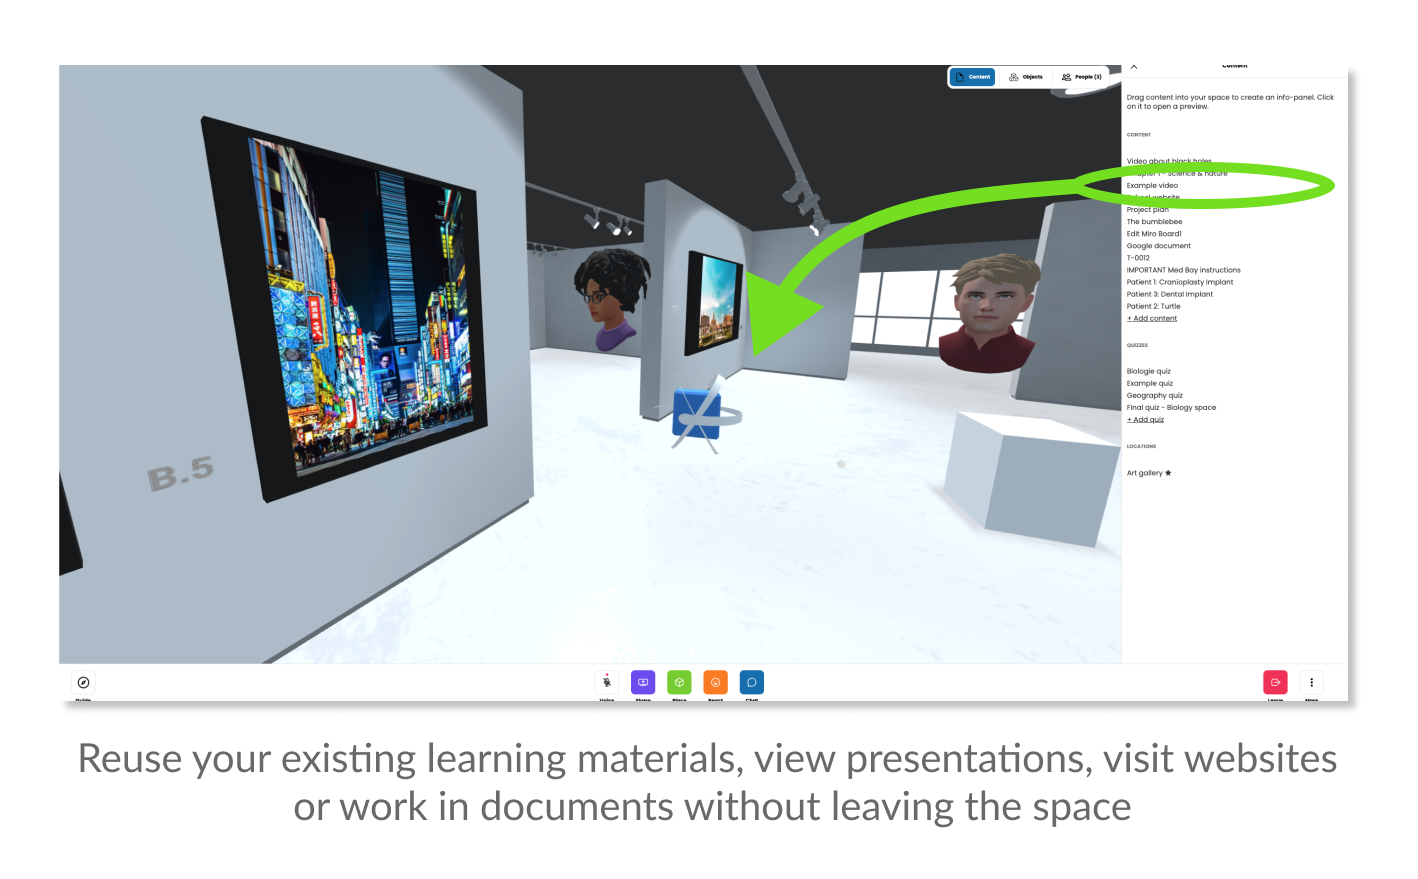 Content
Objects
People (3)
Content
Drag content into your space to create an info-panel. Click
on it to open a preview.
CONTENT
Video about black holes
Chapter 1 - Science & nature
Example video
School website
Project plan
The bumblebee
Edit Miro Board!
Google document
T-0012
IMPORTANT Med Bay instructions
Patient 1: Cranioplasty Implant
Patient 3: Dental Implant
Patient 2: Turtle
+ Add content
QUIZZES
Biologie quiz
Example quiz
Geography quiz
Final quiz - Biology space
+ Add quiz
LOCATIONS
Art gallery ★
B.5
Guide
Voice
Share
Place
React
Chat
Leave
More
Reuse your existing learning materials, view presentations, visit websites
or work in documents without leaving the space